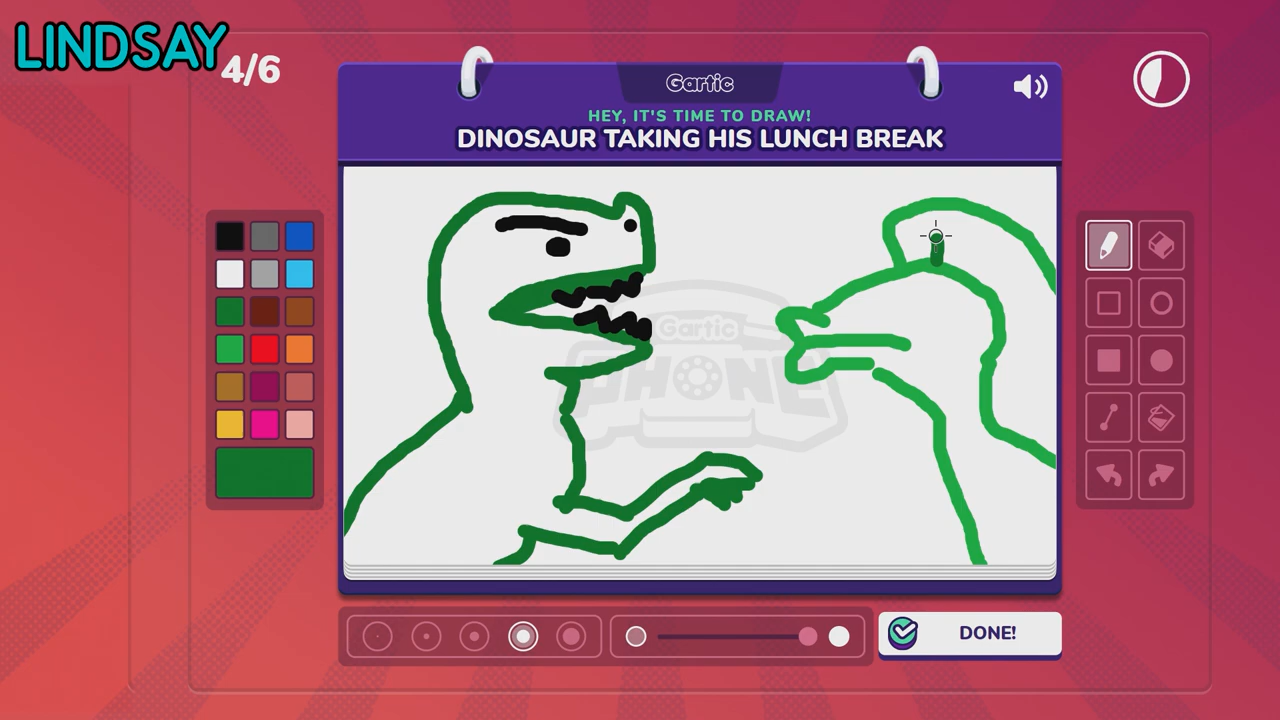 LINDSAY
4/6
Gartic
HEY, IT'S TIME TO DRAW!
DINOSAUR TAKING HIS LUNCH BREAK
Gartic
PHONE
DONE!